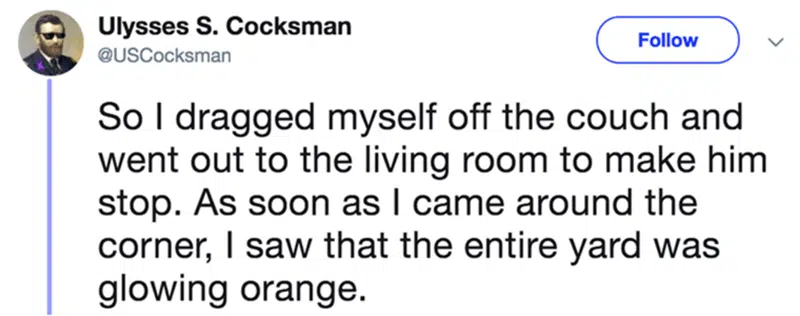 Ulysses S. Cocksman
@USCocksman
Follow
So I dragged myself off the couch and
went out to the living room to make him
stop. As soon as I came around the
corner, I saw that the entire yard was
glowing orange.